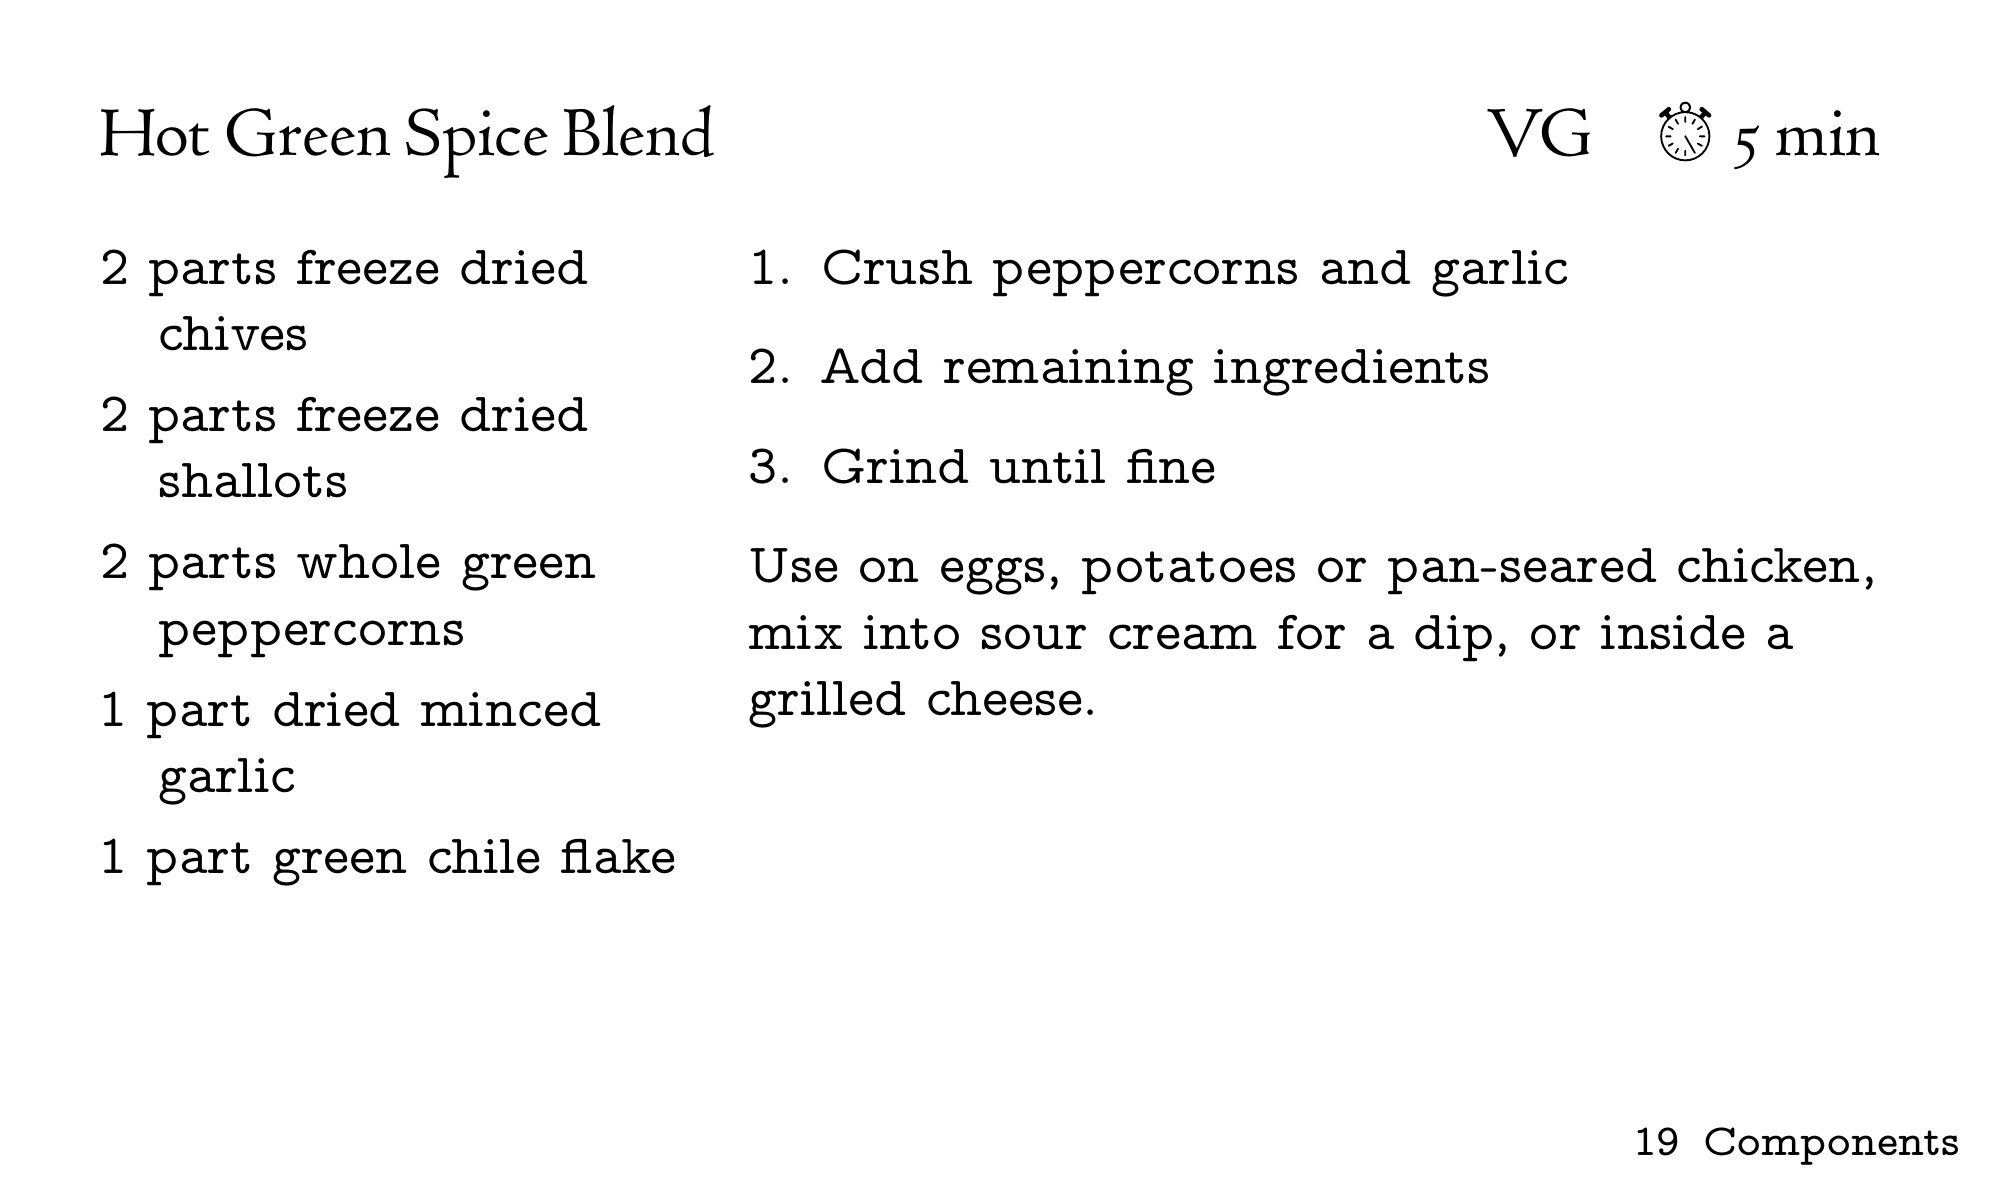 Hot Green Spice Blend
VG 5 min
2 parts freeze dried
chives
2 parts freeze dried
shallots
2 parts whole green
peppercorns
1 part dried minced
garlic
1 part green chile flake
1. Crush peppercorns and garlic
2. Add remaining ingredients
3. Grind until fine
Use on eggs, potatoes or pan-seared chicken,
mix into sour cream for a dip, or inside a
grilled cheese.
19 Components